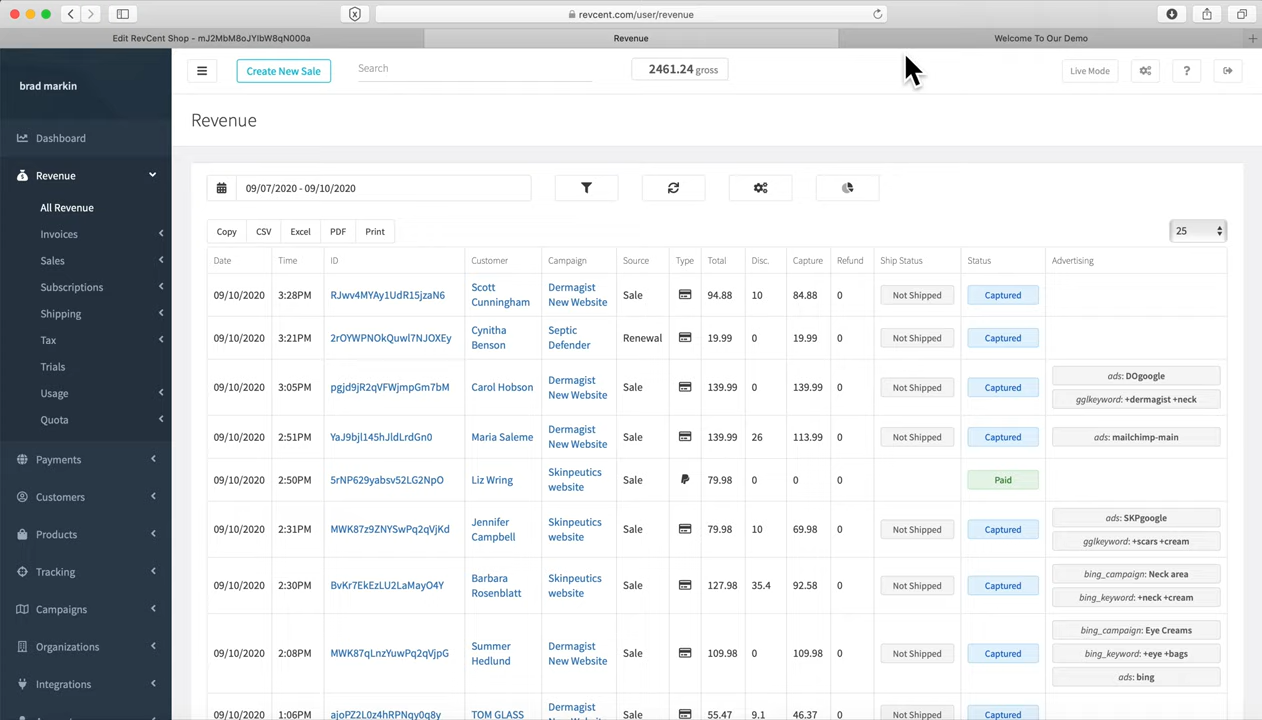 revcent.com/user/revenue
Edit RevCent Shop - mJ2MbM8oJYIbW8qN000a
Revenue
Welcome To Our Demo
brad markin
Create New Sale
Search
2461.24 gross
Live Mode
?
Revenue
Dashboard
Revenue
All Revenue
Invoices
Sales
Subscriptions
Shipping
Tax
Trials
Usage
Quota
Payments
Customers
Products
Tracking
Campaigns
Organizations
Integrations
09/07/2020 - 09/10/2020
Copy CSV Excel PDF Print
25
Date Time ID Customer Campaign Source Type Total Disc. Capture Refund Ship Status Status Advertising
09/10/2020 3:28PM RJwv4MYAy1UdR15jzaN6 Scott Cunningham Dermagist New Website Sale 94.88 10 84.88 0 Not Shipped Captured
09/10/2020 3:21PM 2rOYWPNOkQuwl7NJOXEy Cynitha Benson Septic Defender Renewal 19.99 0 19.99 0 Not Shipped Captured
09/10/2020 3:05PM pgjd9jR2qVFWjmpGm7bM Carol Hobson Dermagist New Website Sale 139.99 0 139.99 0 Not Shipped Captured ads: DOgoogle
gglkeyword: +dermagist +neck
09/10/2020 2:51PM YaJ9bjl145hJldLrdGn0 Maria Saleme Dermagist New Website Sale 139.99 26 113.99 0 Not Shipped Captured ads: mailchimp-main
09/10/2020 2:50PM 5rNP629yabsv52LG2NpO Liz Wring Skinpeutics website Sale 79.98 0 0 0 Paid
09/10/2020 2:31PM MWK87z9ZNYSwPq2qVjKd Jennifer Campbell Skinpeutics website Sale 79.98 10 69.98 0 Not Shipped Captured ads: SKPgoogle
gglkeyword: +scars +cream
09/10/2020 2:30PM BvKr7EkEzLU2LaMayO4Y Barbara Rosenblatt Skinpeutics website Sale 127.98 35.4 92.58 0 Not Shipped Captured bing_campaign: Neck area
bing_keyword: +neck +cream
09/10/2020 2:08PM MWK87qLnzYuwPq2qVjpG Summer Hedlund Dermagist New Website Sale 109.98 0 109.98 0 Not Shipped Captured bing_campaign: Eye Creams
bing_keyword: +eye +bags
ads: bing
09/10/2020 1:06PM ajoPZ2L0z4hRPNqy0q8y TOM GLASS Dermagist Sale 55.47 9.1 46.37 0 Not Shipped Captured